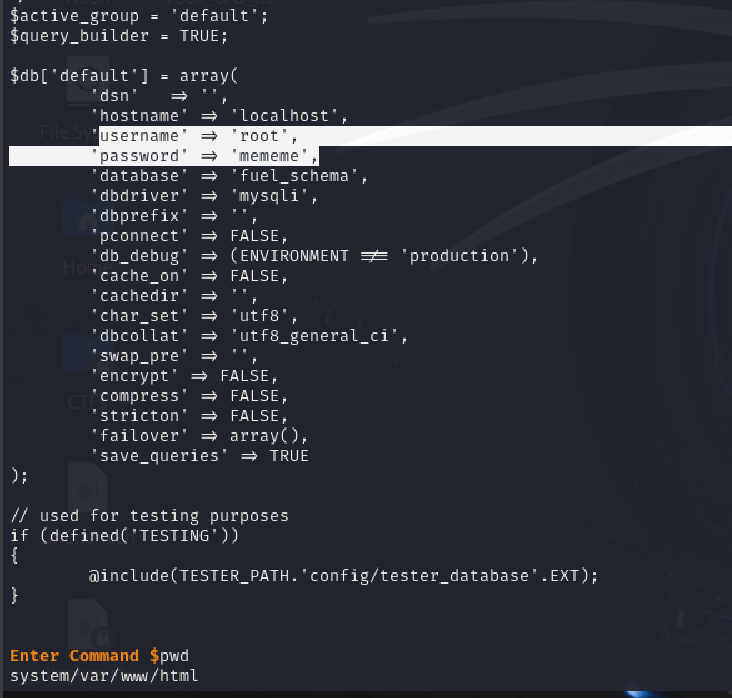 $active_group = 'default';
$query_builder = TRUE;
$db['default'] = array(
'dsn' => '',
'hostname' => 'localhost',
'username' => 'root',
'password' => 'mememe',
'database' => 'fuel_schema',
'dbdriver' => 'mysqli',
'dbprefix' => '',
'pconnect' => FALSE,
'db_debug' => (ENVIRONMENT !== 'production'),
'cache_on' => FALSE,
'cachedir' => '',
'char_set' => 'utf8',
'dbcollat' => 'utf8_general_ci',
'swap_pre' => '',
'encrypt' => FALSE,
'compress' => FALSE,
'stricton' => FALSE,
'failover' => array(),
'save_queries' => TRUE
);
// used for testing purposes
if (defined('TESTING'))
{
@include(TESTER_PATH.'config/tester_database'.EXT);
}
Enter Command $pwd
system/var/www/html